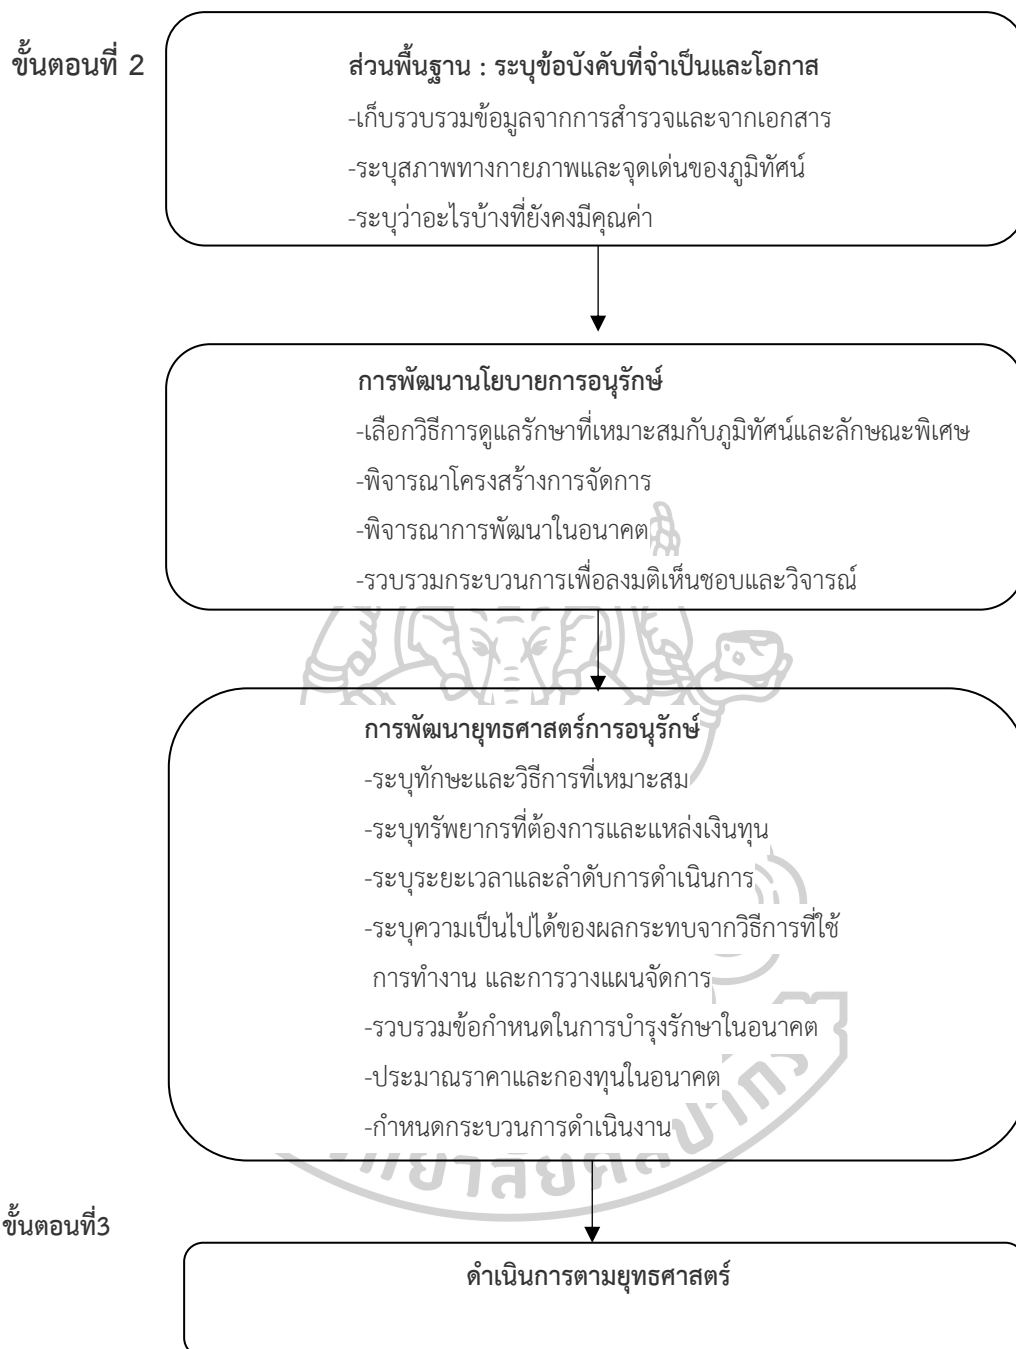 ขั้นตอนที่ 2
ส่วนพื้นฐาน : ระบุข้อบังคับที่จำเป็นและโอกาส
-เก็บรวบรวมข้อมูลจากการสำรวจและจากเอกสาร
-ระบุสภาพทางกายภาพและจุดเด่นของภูมิทัศน์
-ระบุว่าอะไรบ้างที่ยังคงมีคุณค่า
การพัฒนานโยบายการอนุรักษ์
-เลือกวิธีการดูแลรักษาที่เหมาะสมกับภูมิทัศน์และลักษณะพิเศษ
-พิจารณาโครงสร้างการจัดการ
-พิจารณาการพัฒนาในอนาคต
-รวบรวมกระบวนการเพื่อลงมติเห็นชอบและวิจารณ์
การพัฒนายุทธศาสตร์การอนุรักษ์
-ระบุทักษะและวิธีการที่เหมาะสม
-ระบุทรัพยากรที่ต้องการและแหล่งเงินทุน
-ระบุระยะเวลาและลำดับการดำเนินการ
-ระบุความเป็นไปได้ของผลกระทบจากวิธีการที่ใช้
การทำงาน และการวางแผนจัดการ
-รวบรวมข้อกำหนดในการบำรุงรักษาในอนาคต
-ประมาณราคาและกองทุนในอนาคต
-กำหนดกระบวนการดำเนินงาน
ขั้นตอนที่3
ดำเนินการตามยุทธศาสตร์